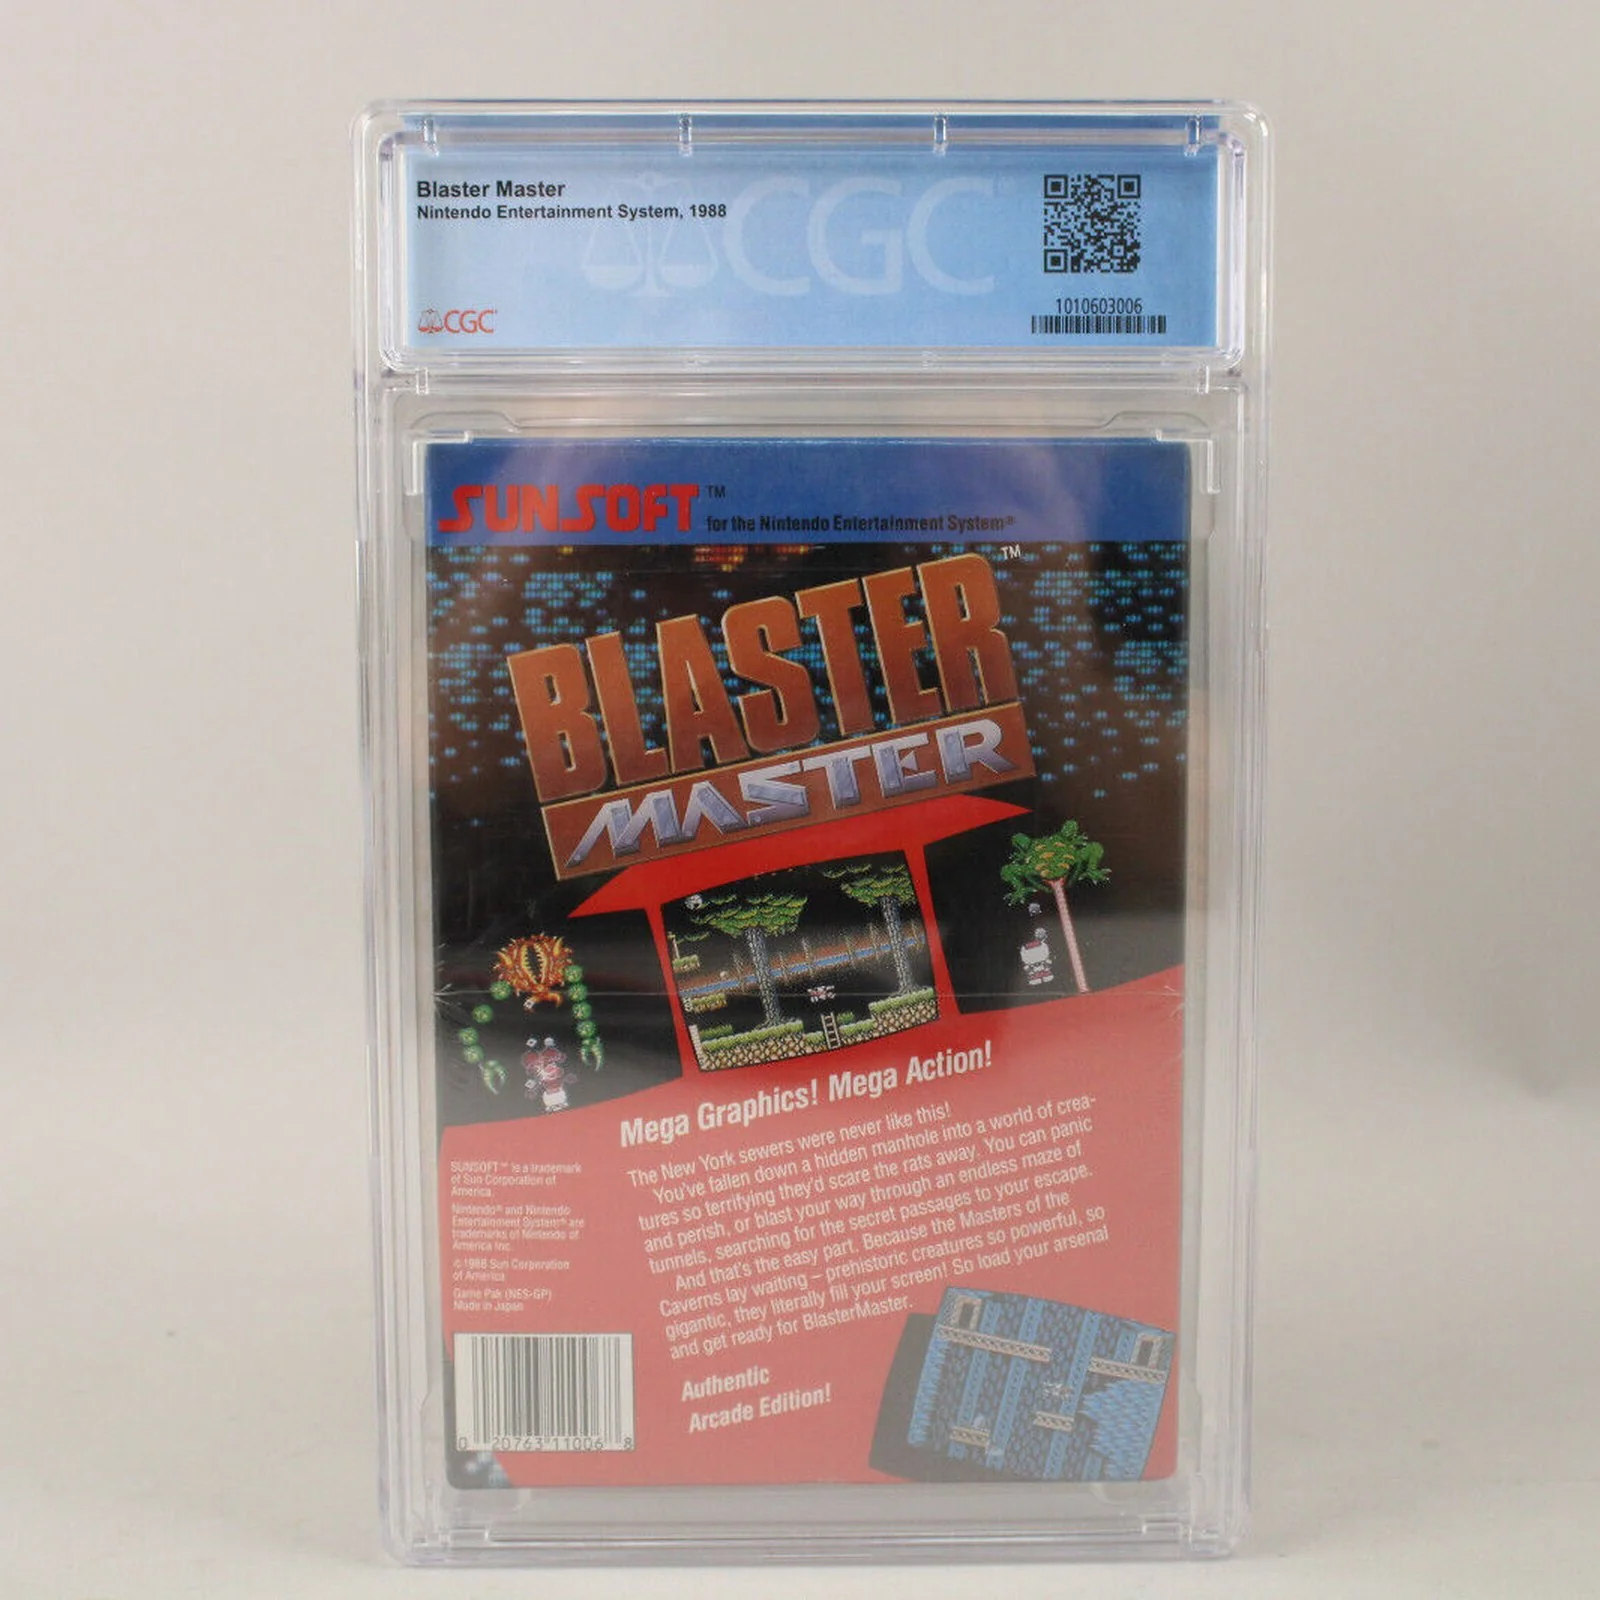 Blaster Master
Nintendo Entertainment System, 1988
CGC
CGC
1010603006
SUNSOFT™
for the Nintendo Entertainment System®
BLASTER™
MASTER
Mega Graphics! Mega Action!
The New York sewers were never like this!
You've fallen down a hidden manhole into a world of crea-
tures so terrifying they'd scare the rats away. You can panic
and perish, or blast your way through an endless maze of
tunnels, searching for the secret passages to your escape.
And that's the easy part. Because the Masters of the
Caverns lay waiting – prehistoric creatures so powerful, so
gigantic, they literally fill your screen! So load your arsenal
and get ready for BlasterMaster.
Authentic
Arcade Edition!
SUNSOFT™ is a trademark
of Sun Corporation of
America.
Nintendo® and Nintendo
Entertainment System® are
trademarks of Nintendo of
America Inc.
©1988 Sun Corporation
of America
Game Pak (NES-GP)
Made in Japan
0 20763 11006 8